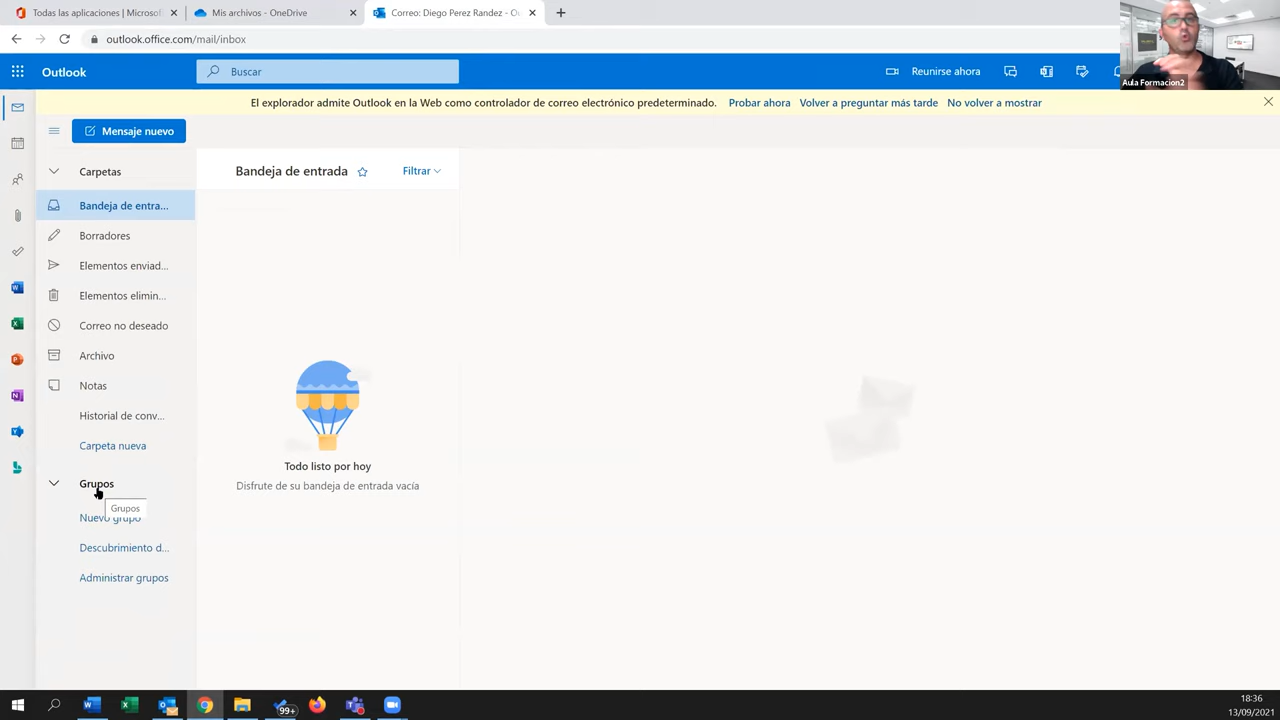 Todas las aplicaciones | Microsof
Mis archivos - OneDrive
Correo: Diego Perez Randez - Ou
outlook.office.com/mail/inbox
Outlook
Buscar
Reunirse ahora
Aula Formacion2
El explorador admite Outlook en la Web como controlador de correo electrónico predeterminado. Probar ahora Volver a preguntar más tarde No volver a mostrar
Mensaje nuevo
Carpetas
Bandeja de entrada
Filtrar
Bandeja de entra...
Borradores
Elementos enviad...
Elementos elimin...
Correo no deseado
Archivo
Notas
Historial de conv...
Carpeta nueva
Todo listo por hoy
Disfrute de su bandeja de entrada vacía
Grupos
Grupos
Nuevo grupo
Descubrimiento d...
Administrar grupos
99+
18:36
13/09/2021